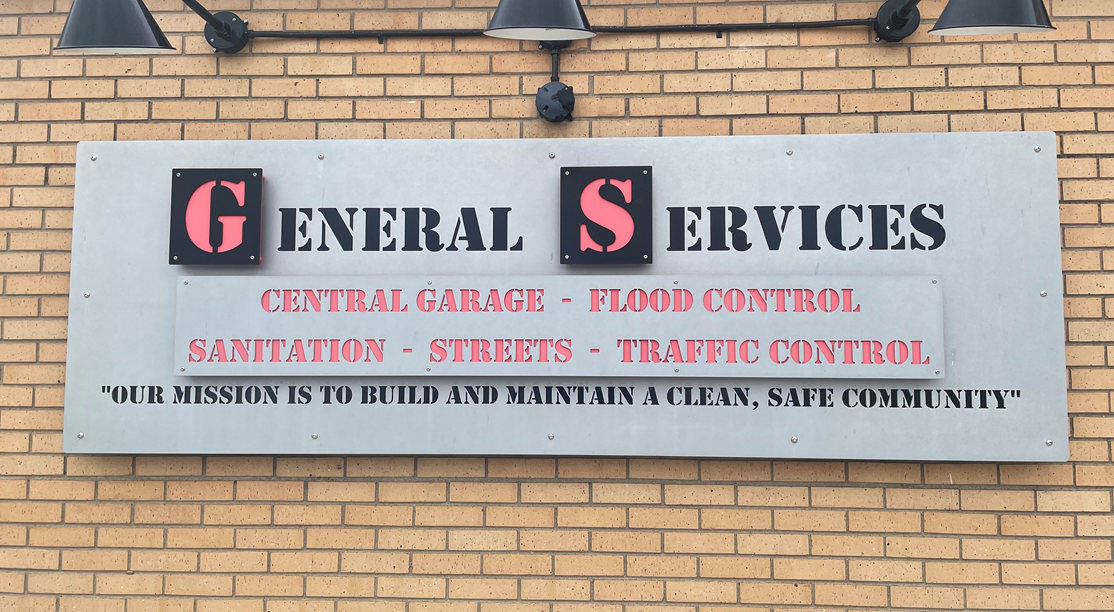 GENERAL SERVICES
CENTRAL GARAGE - FLOOD CONTROL
SANITATION - STREETS - TRAFFIC CONTROL
"OUR MISSION IS TO BUILD AND MAINTAIN A CLEAN, SAFE COMMUNITY"